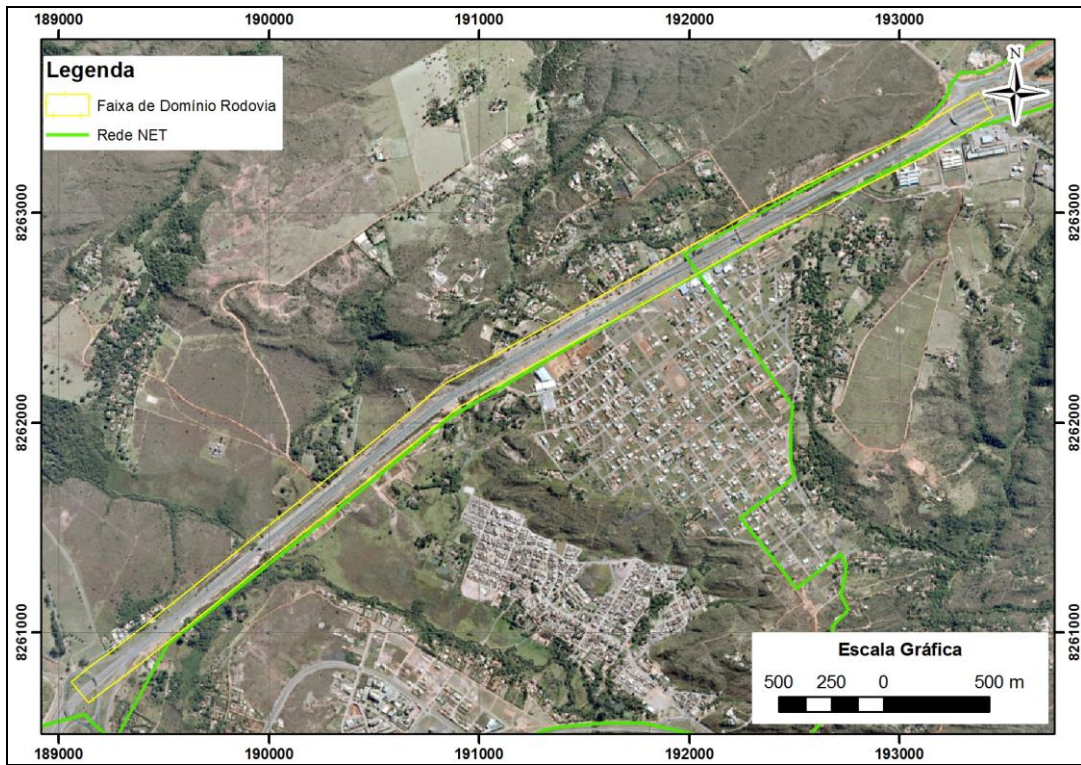 189000 190000 191000 192000 193000
Legenda
Faixa de Domínio Rodovia
Rede NET
N
8263000 8263000
8262000 8262000
8261000 8261000
Escala Gráfica
500 250 0 500 m
189000 190000 191000 192000 193000